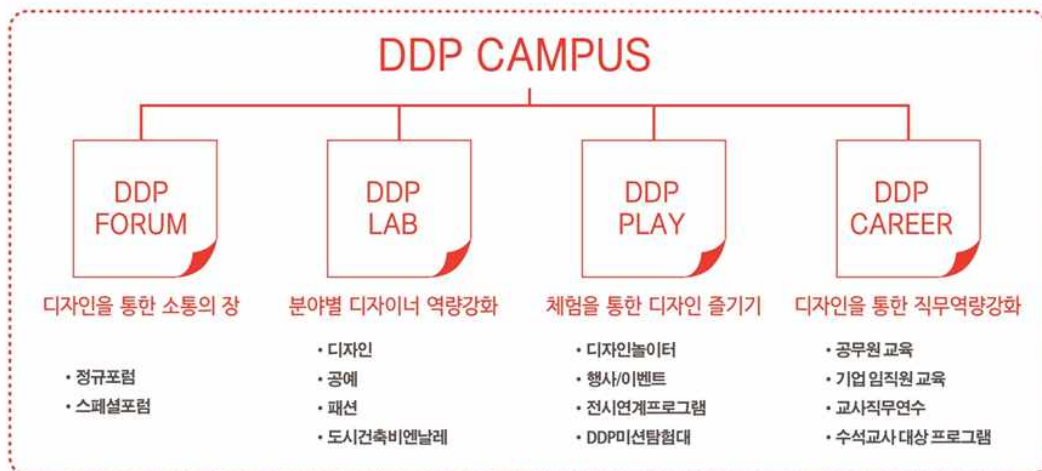 DDP CAMPUS
DDP
FORUM
디자인을 통한 소통의 장
• 정규포럼
• 스페셜포럼
DDP
LAB
분야별 디자이너 역량강화
• 디자인
• 공예
• 패션
• 도시건축비엔날레
DDP
PLAY
체험을 통한 디자인 즐기기
• 디자인놀이터
• 행사/이벤트
• 전시연계프로그램
• DDP미션탐험대
DDP
CAREER
디자인을 통한 직무역량강화
• 공무원 교육
• 기업 임직원 교육
• 교사직무연수
• 수석교사 대상 프로그램